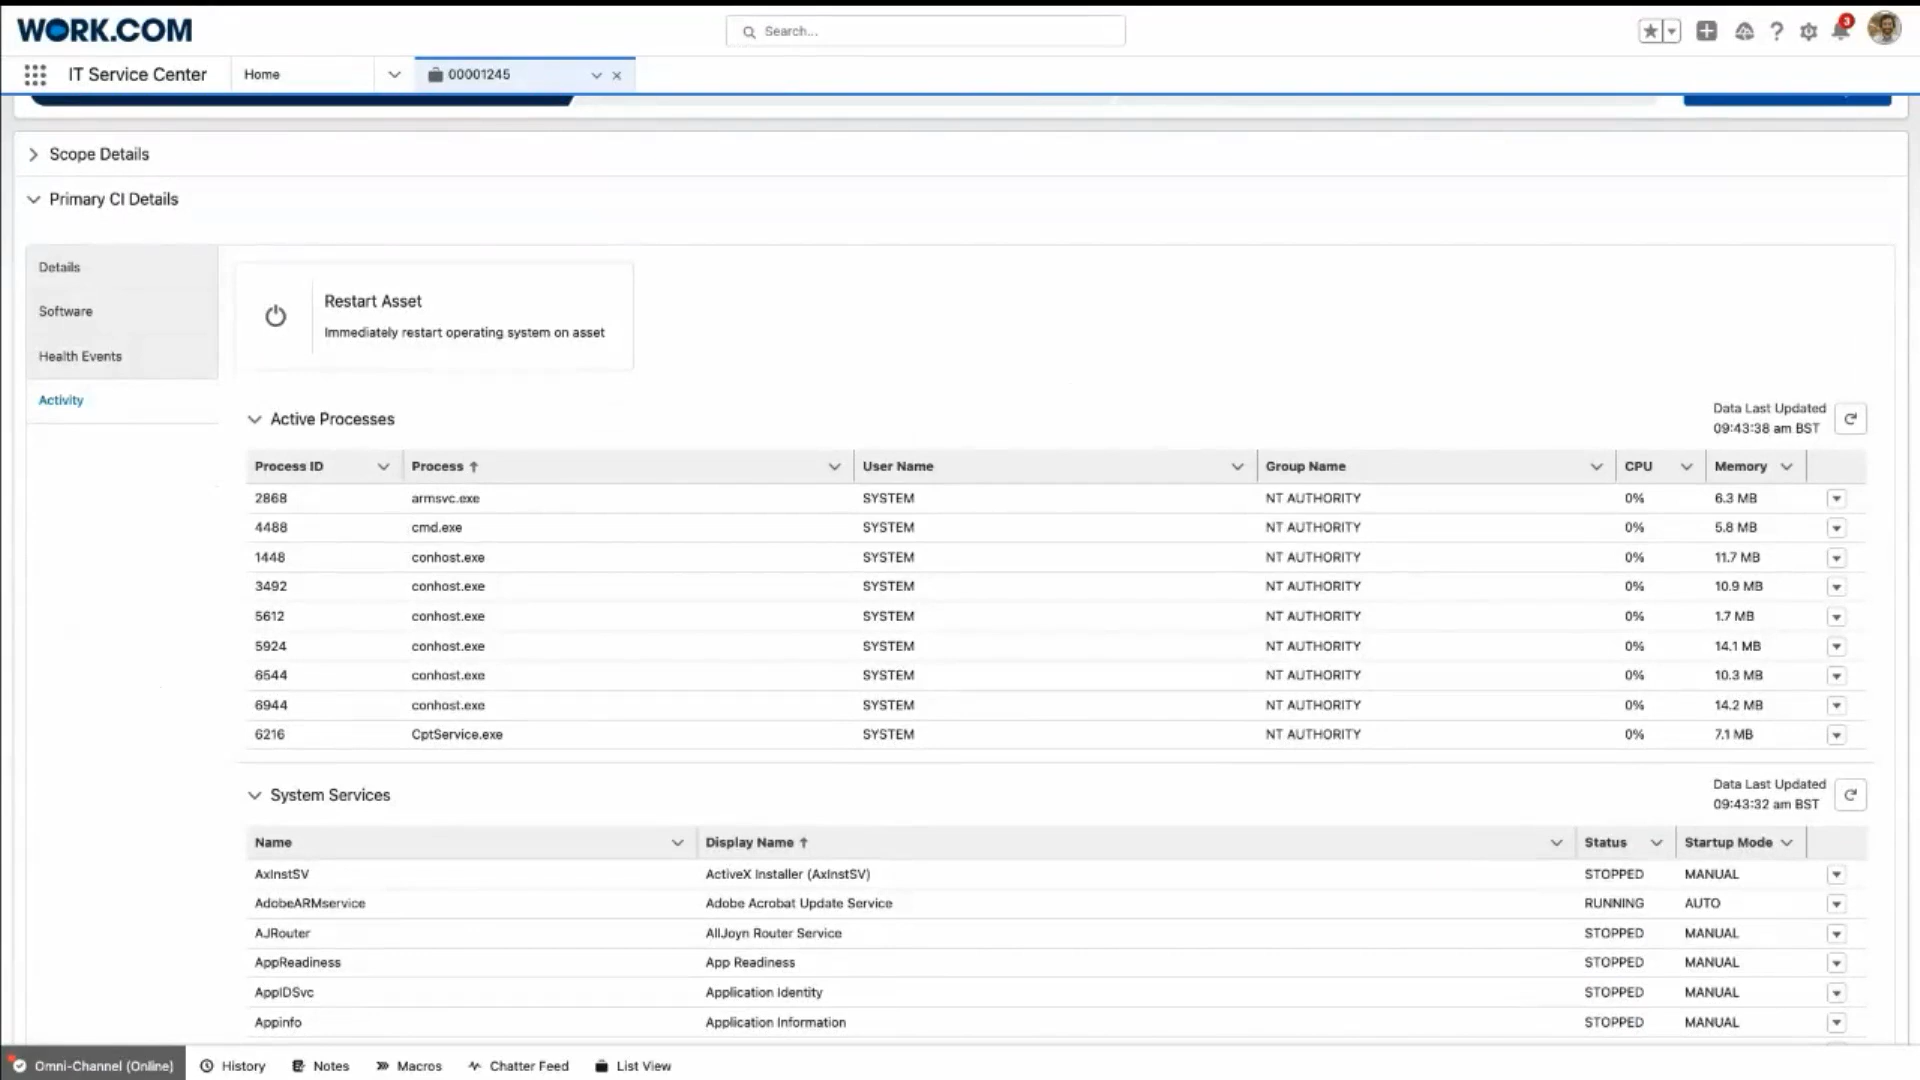 WORK.COM
Search...
3
IT Service Center
Home
00001245
Scope Details
Primary CI Details
Details
Software
Health Events
Activity
Restart Asset
Immediately restart operating system on asset
Active Processes
Data Last Updated
09:43:38 am BST
Process ID Process User Name Group Name CPU Memory
2868 armsvc.exe SYSTEM NT AUTHORITY 0% 6.3 MB
4488 cmd.exe SYSTEM NT AUTHORITY 0% 5.8 MB
1448 conhost.exe SYSTEM NT AUTHORITY 0% 11.7 MB
3492 conhost.exe SYSTEM NT AUTHORITY 0% 10.9 MB
5612 conhost.exe SYSTEM NT AUTHORITY 0% 1.7 MB
5924 conhost.exe SYSTEM NT AUTHORITY 0% 14.1 MB
6544 conhost.exe SYSTEM NT AUTHORITY 0% 10.3 MB
6944 conhost.exe SYSTEM NT AUTHORITY 0% 14.2 MB
6216 CptService.exe SYSTEM NT AUTHORITY 0% 7.1 MB
System Services
Data Last Updated
09:43:32 am BST
Name Display Name Status Startup Mode
AxInstSV ActiveX Installer (AxInstSV) STOPPED MANUAL
AdobeARMservice Adobe Acrobat Update Service RUNNING AUTO
AJRouter AllJoyn Router Service STOPPED MANUAL
AppReadiness App Readiness STOPPED MANUAL
AppIDSvc Application Identity STOPPED MANUAL
Appinfo Application Information STOPPED MANUAL
Omni-Channel (Online) History Notes Macros Chatter Feed List View